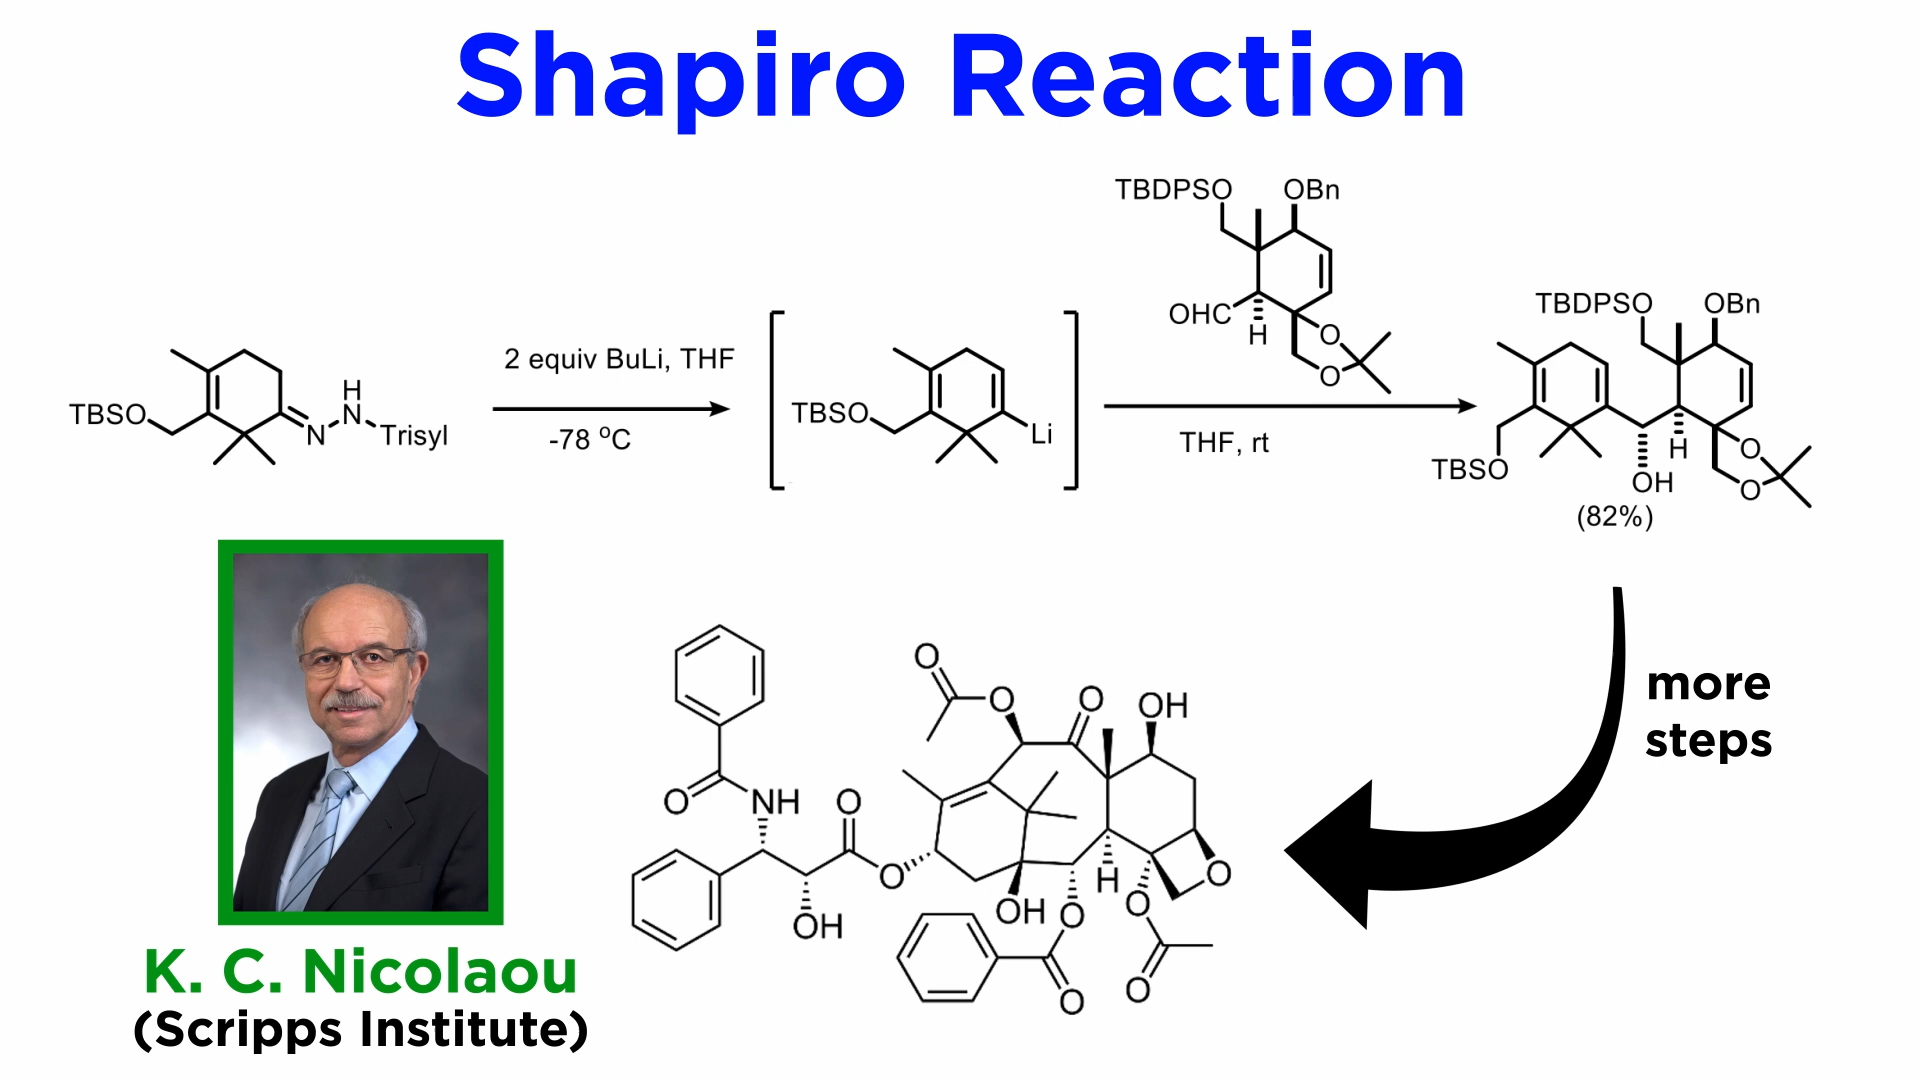 Shapiro Reaction
TBDPSO OBn
OHC
H
O
O
2 equiv BuLi, THF
-78 °C
TBSO
N
H
N
Trisyl
TBSO
Li
THF, rt
TBDPSO OBn
H
O
O
TBSO
OH
(82%)
more
steps
O
O
O
OH
O
NH
O
O
OH
OH
O
H
O
O
O
O
K. C. Nicolaou
(Scripps Institute)